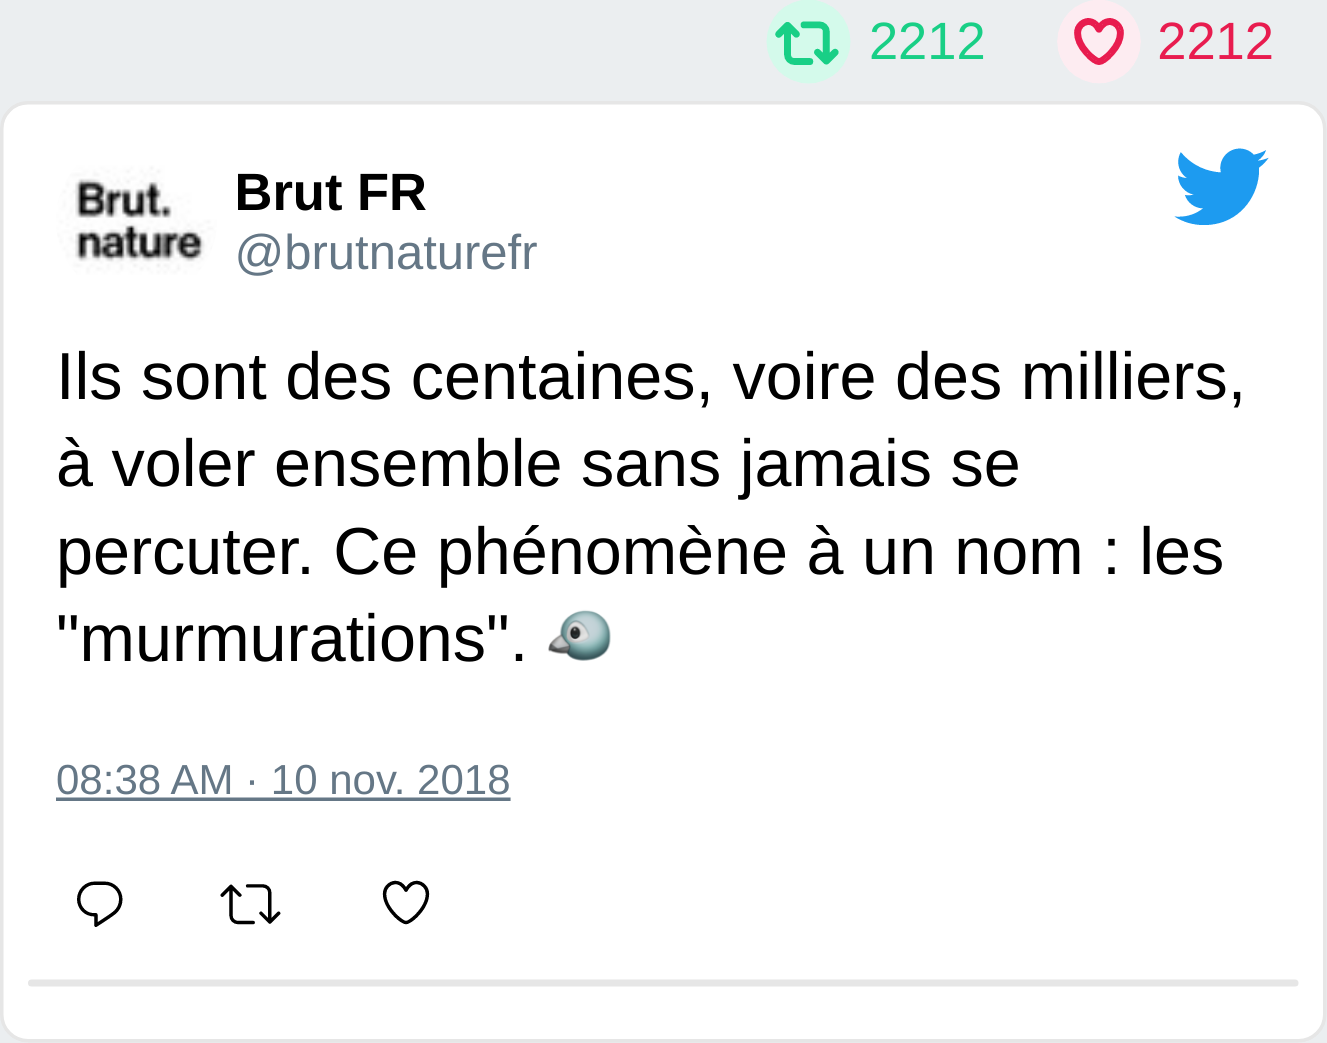 2212 2212
Brut.
nature
Brut FR
@brutnaturefr
Ils sont des centaines, voire des milliers,
à voler ensemble sans jamais se
percuter. Ce phénomène à un nom : les
"murmurations". 🐦
08:38 AM · 10 nov. 2018